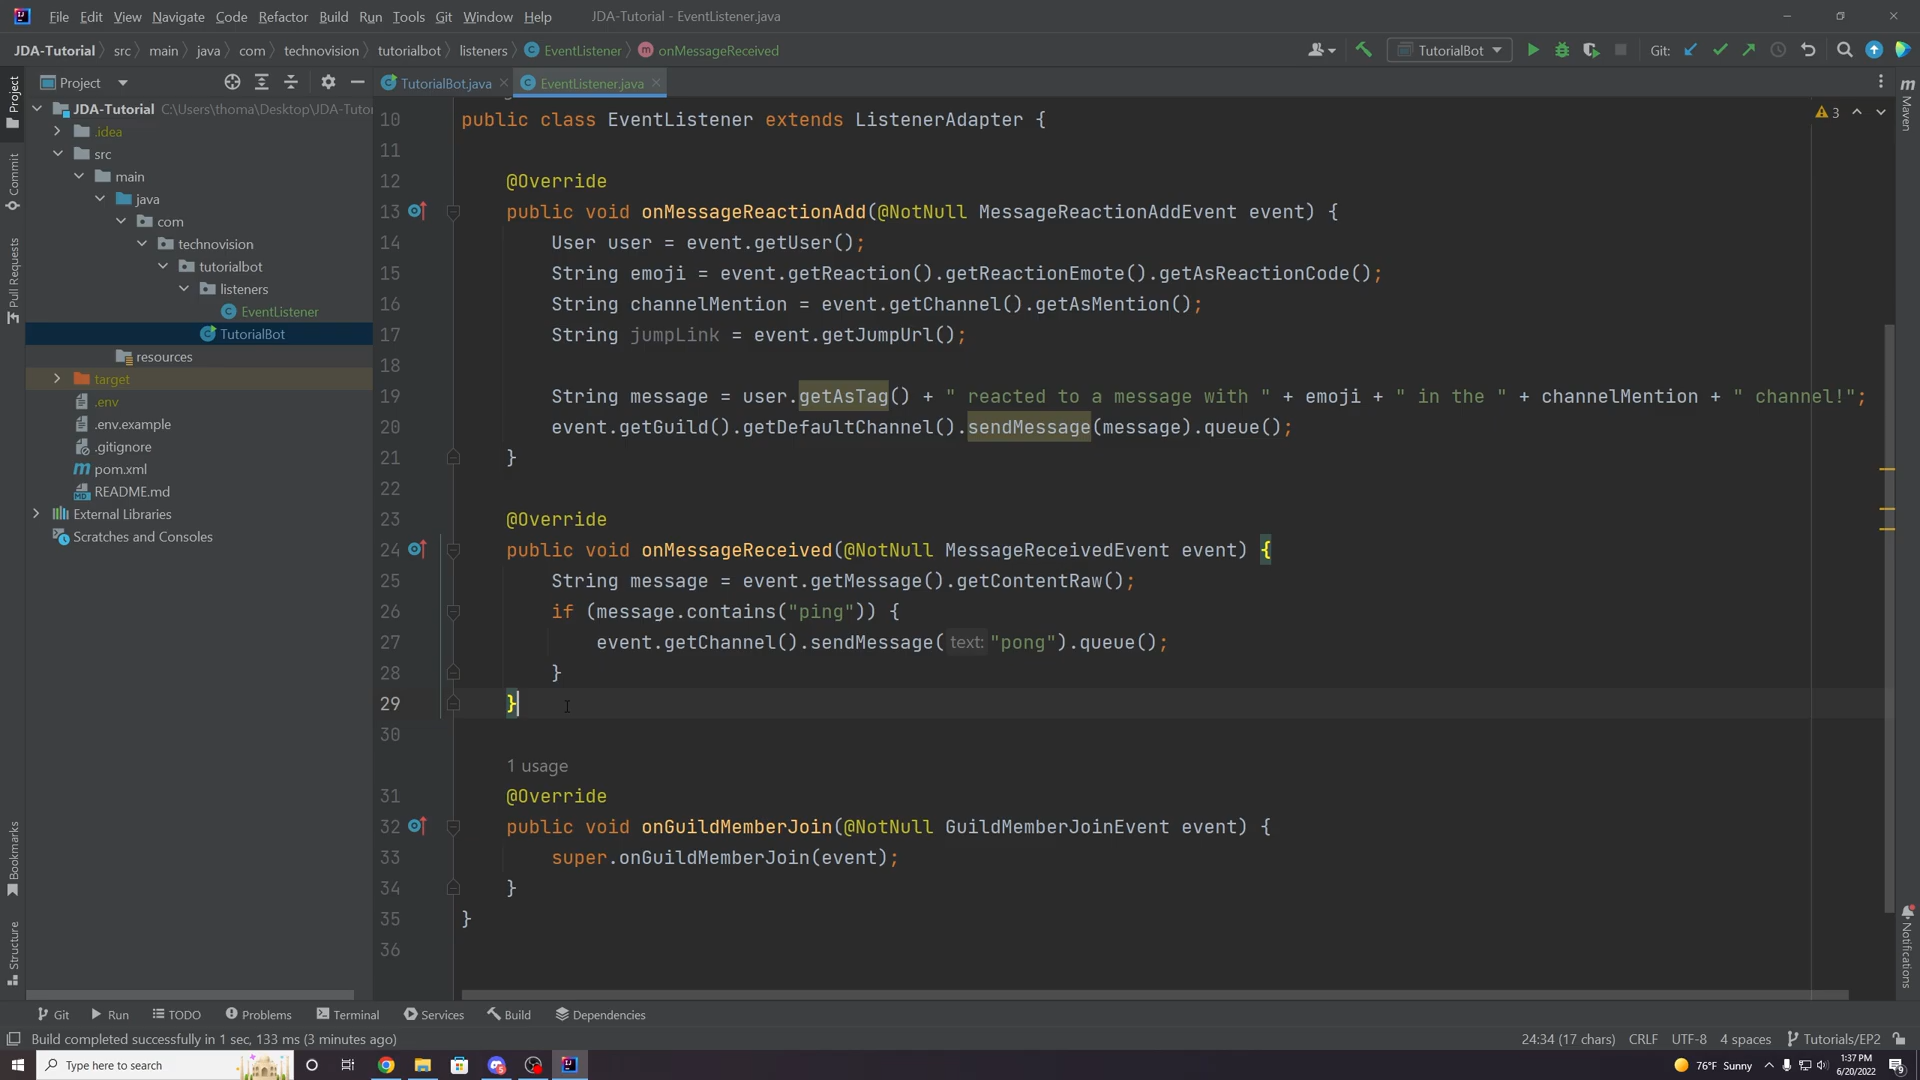 File Edit View Navigate Code Refactor Build Run Tools Git Window Help JDA-Tutorial - EventListener.java
JDA-Tutorial src main java com technovision tutorialbot listeners EventListener onMessageReceived TutorialBot Git:
Project
TutorialBot.java EventListener.java
JDA-Tutorial C:\Users\thoma\Desktop\JDA-Tuto
.idea
src
main
java
com
technovision
tutorialbot
listeners
EventListener
TutorialBot
resources
target
.env
.env.example
.gitignore
pom.xml
README.md
External Libraries
Scratches and Consoles
Project
Commit
Pull Requests
Bookmarks
Structure
3
10 public class EventListener extends ListenerAdapter {
11
12 @Override
13 public void onMessageReactionAdd(@NotNull MessageReactionAddEvent event) {
14 User user = event.getUser();
15 String emoji = event.getReaction().getReactionEmote().getAsReactionCode();
16 String channelMention = event.getChannel().getAsMention();
17 String jumpLink = event.getJumpUrl();
18
19 String message = user.getAsTag() + " reacted to a message with " + emoji + " in the " + channelMention + " channel!";
20 event.getGuild().getDefaultChannel().sendMessage(message).queue();
21 }
22
23 @Override
24 public void onMessageReceived(@NotNull MessageReceivedEvent event) {
25 String message = event.getMessage().getContentRaw();
26 if (message.contains("ping")) {
27 event.getChannel().sendMessage( text: "pong").queue();
28 }
29 }
30
1 usage
31 @Override
32 public void onGuildMemberJoin(@NotNull GuildMemberJoinEvent event) {
33 super.onGuildMemberJoin(event);
34 }
35 }
36
m Maven
Notifications
Git Run TODO Problems Terminal Services Build Dependencies
Build completed successfully in 1 sec, 133 ms (3 minutes ago) 24:34 (17 chars) CRLF UTF-8 4 spaces Tutorials/EP2
Type here to search 76°F Sunny 1:37 PM
6/20/2022